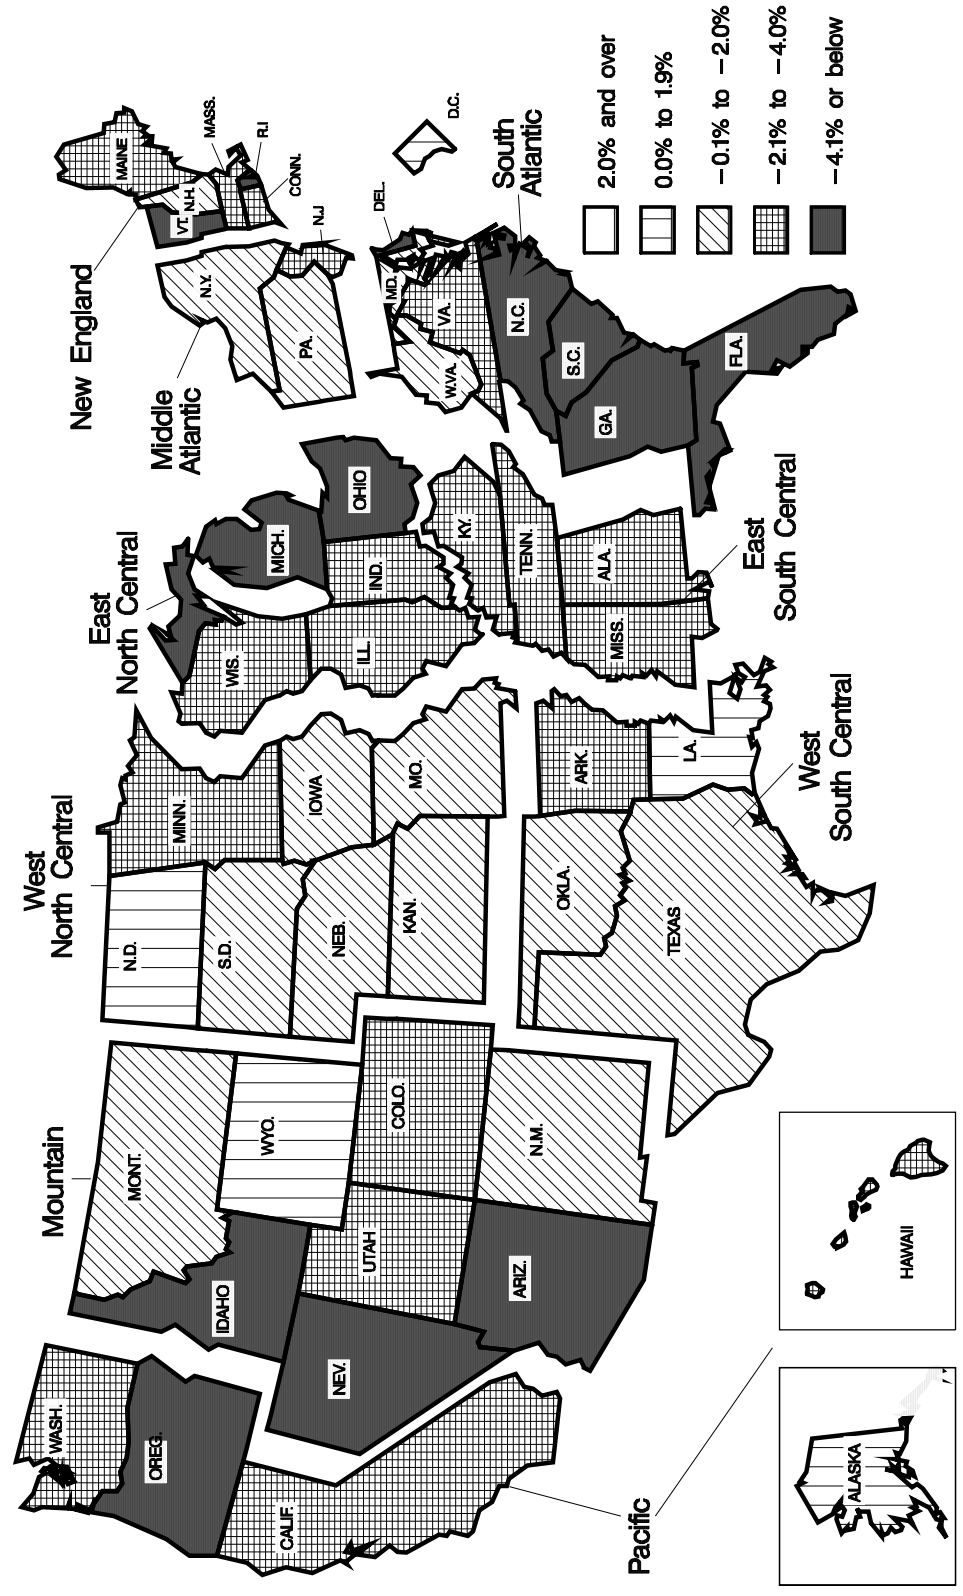 Pacific
Mountain
West
North Central
East
North Central
Middle
Atlantic
New England
West
South Central
East
South Central
South
Atlantic
WASH.
OREG.
CALIF.
IDAHO
NEV.
MONT.
WYO.
UTAH
COLO.
ARIZ.
N.M.
N.D.
S.D.
NEB.
KAN.
MINN.
IOWA
MO.
OKLA.
TEXAS
ARK.
LA.
WIS.
ILL.
MICH.
IND.
OHIO
KY.
TENN.
MISS.
ALA.
N.Y.
PA.
N.J
MAINE
VT.
N.H.
MASS.
R.I
CONN.
DEL.
MD.
W.VA.
VA.
N.C.
S.C.
GA.
FLA.
D.C.
ALASKA
HAWAII
2.0% and over
0.0% to 1.9%
−0.1% to −2.0%
−2.1% to −4.0%
−4.1% or below